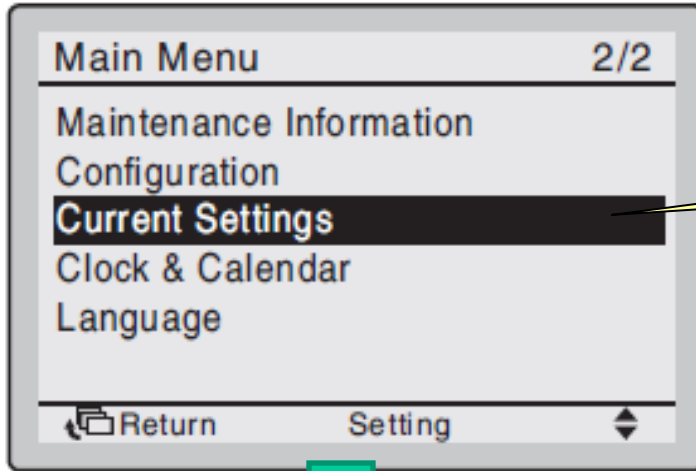 Main Menu 2/2
Maintenance Information
Configuration
Current Settings
Clock & Calendar
Language
Return Setting